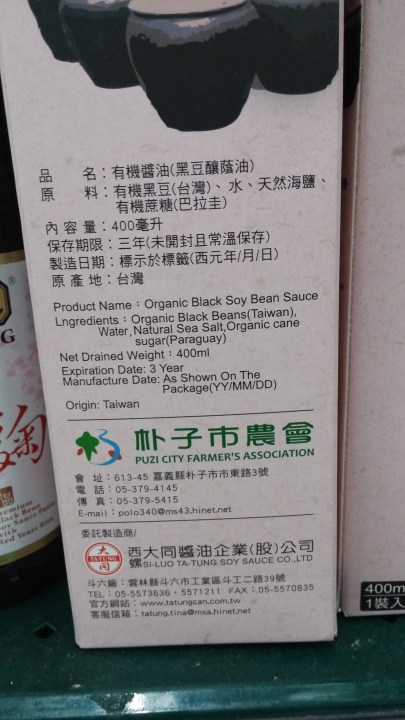 品　　名：有機醬油(黑豆釀蔭油)
原　　料：有機黑豆(台灣)、水、天然海鹽、
有機蔗糖(巴拉圭)
內 容 量：400毫升
保存期限：三年(未開封且常溫保存)
製造日期：標示於標籤(西元年/月/日)
原 產 地：台灣
Product Name：Organic Black Soy Bean Sauce
Lngredients：Organic Black Beans(Taiwan),
Water,Natural Sea Salt,Organic cane
sugar(Paraguay)
Net Drained Weight：400ml
Expiration Date: 3 Year
Manufacture Date: As Shown On The
Package(YY/MM/DD)
Origin: Taiwan
朴子市農會
PUZI CITY FARMER'S ASSOCIATION
會　址：613-45 嘉義縣朴子市市東路3號
電　話：05-379-4145
傳　真：05-379-5415
E-mail：polo340@ms43.hinet.net
委託製造商/
大
TATUNG
同
西螺大同醬油企業(股)公司
SI-LUO TA-TUNG SOY SAUCE CO.,LTD
斗六廠：雲林縣斗六市工業區斗工二路39號
TEL：05-5573636、5571211 FAX：05-5570835
官方網站：www.tatungcan.com.tw
客服信箱：tatung.tina@msa.hinet.net
400m
1裝入